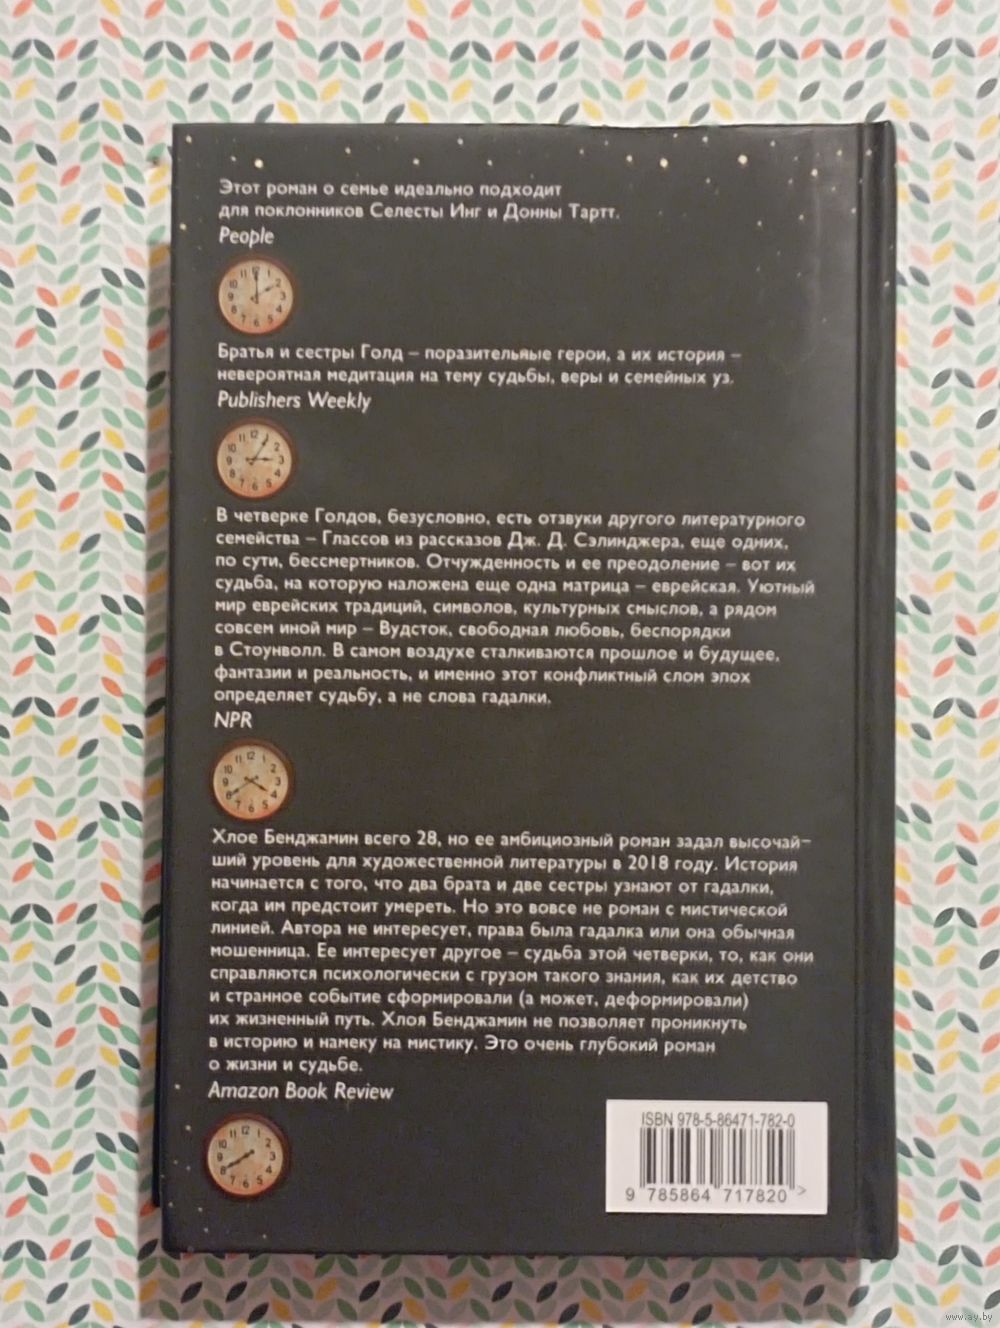 Этот роман о семье идеально подходит
для поклонников Селесты Инг и Донны Тартт.
People
Братья и сестры Голд – поразительные герои, а их история –
невероятная медитация на тему судьбы, веры и семейных уз.
Publishers Weekly
В четверке Голдов, безусловно, есть отзвуки другого литературного
семейства – Глассов из рассказов Дж. Д. Сэлинджера, еще одних,
по сути, бессмертников. Отчужденность и ее преодоление – вот их
судьба, на которую наложена еще одна матрица – еврейская. Уютный
мир еврейских традиций, символов, культурных смыслов, а рядом
совсем иной мир – Вудсток, свободная любовь, беспорядки
в Стоунволл. В самом воздухе сталкиваются прошлое и будущее,
фантазии и реальность, и именно этот конфликтный слом эпох
определяет судьбу, а не слова гадалки.
NPR
Хлое Бенджамин всего 28, но ее амбициозный роман задал высочай-
ший уровень для художественной литературы в 2018 году. История
начинается с того, что два брата и две сестры узнают от гадалки,
когда им предстоит умереть. Но это вовсе не роман с мистической
линией. Автора не интересует, права была гадалка или она обычная
мошенница. Ее интересует другое – судьба этой четверки, то, как они
справляются психологически с грузом такого знания, как их детство
и странное событие сформировали (а может, деформировали)
их жизненный путь. Хлоя Бенджамин не позволяет проникнуть
в историю и намеку на мистику. Это очень глубокий роман
о жизни и судьбе.
Amazon Book Review
ISBN 978-5-86471-782-0
9 785864 717820 >
www.ay.by